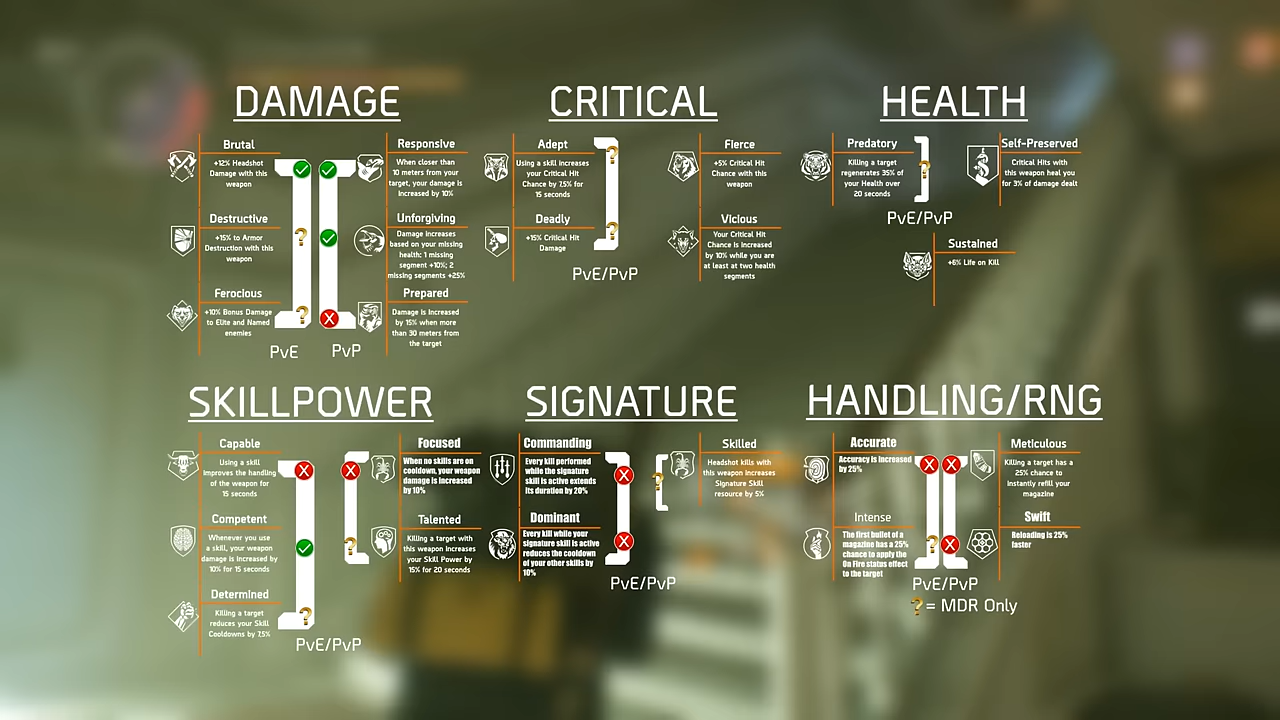 DAMAGE
Brutal
+12% Headshot
Damage with this
weapon
Destructive
+15% to Armor
Destruction with this
weapon
Ferocious
+10% Bonus Damage
to Elite and Named
enemies
?
?
PvE
Responsive
When closer than
10 meters from your
target, your damage is
increased by 10%
Unforgiving
Damage increases
based on your missing
health: 1 missing
segment +10%; 2
missing segments +25%
Prepared
Damage is increased
by 15% when more
than 30 meters from
the target
X
PvP
CRITICAL
Adept
Using a skill increases
your Critical Hit
Chance by 7,5% for
15 seconds
Deadly
+15% Critical Hit
Damage
?
?
PvE/PvP
Fierce
+5% Critical Hit
Chance with this
weapon
Vicious
Your Critical Hit
Chance is increased
by 10% while you are
at least at two health
segments
HEALTH
Predatory
Killing a target
regenerates 35% of
your Health over
20 seconds
?
PvE/PvP
Self-Preserved
Critical Hits with
this weapon heal you
for 3% of damage dealt
Sustained
+6% Life on Kill
SKILLPOWER
Capable
Using a skill
improves the handling
of the weapon for
15 seconds
Competent
Whenever you use
a skill, your weapon
damage is increased by
10% for 15 seconds
Determined
Killing a target
reduces your Skill
Cooldowns by 7,5%
X
?
X
?
Focused
When no skills are on
cooldown, your weapon
damage is increased
by 10%
Talented
Killing a target with
this weapon increases
your Skill Power by
15% for 20 seconds
PvE/PvP
SIGNATURE
Commanding
Every kill performed
while the signature
skill is active extends
its duration by 20%
Dominant
Every kill while your
signature skill is active
reduces the cooldown
of your other skills by
10%
X
X
?
PvE/PvP
Skilled
Headshot kills with
this weapon increases
Signature Skill
resource by 5%
HANDLING/RNG
Accurate
Accuracy is increased
by 25%
Intense
The first bullet of a
magazine has a 25%
chance to apply the
On Fire status effect
to the target
X
?
X
X
Meticulous
Killing a target has a
25% chance to
instantly refill your
magazine
Swift
Reloading is 25%
faster
PvE/PvP
?= MDR Only